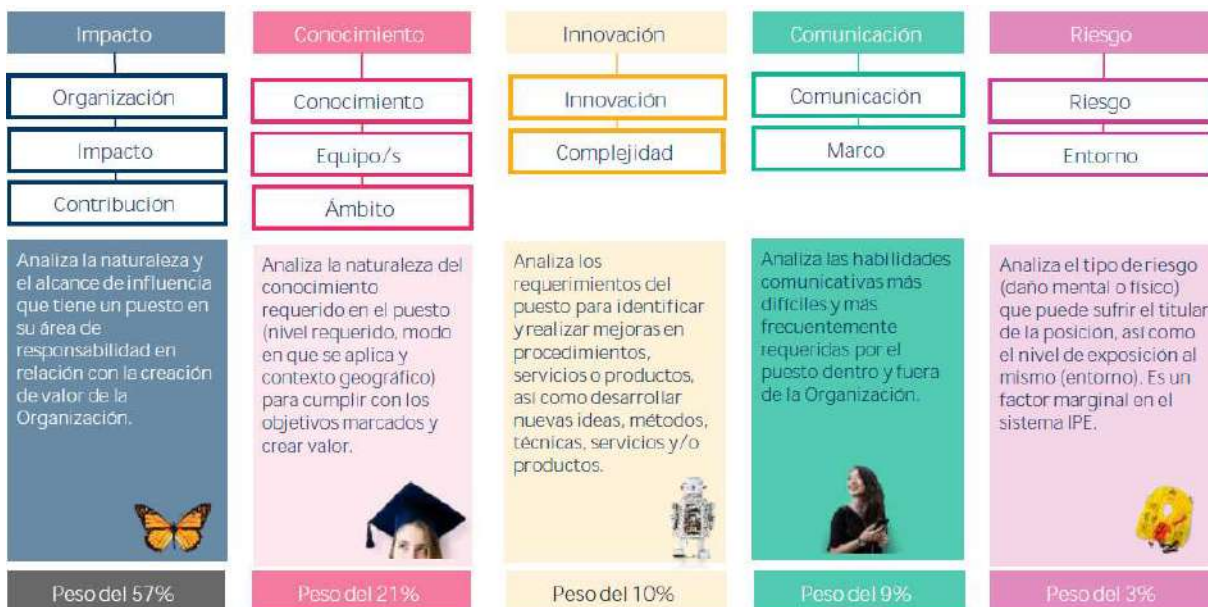 Impacto
Organización
Impacto
Contribución
Analiza la naturaleza y
el alcance de influencia
que tiene un puesto en
su área de
responsabilidad en
relación con la creación
de valor de la
Organización.
Peso del 57%
Conocimiento
Conocimiento
Equipo/s
Ámbito
Analiza la naturaleza del
conocimiento
requerido en el puesto
(nivel requerido, modo
en que se aplica y
contexto geográfico)
para cumplir con los
objetivos marcados y
crear valor.
Peso del 21%
Innovación
Innovación
Complejidad
Analiza los
requerimientos del
puesto para identificar
y realizar mejoras en
procedimientos,
servicios o productos,
así como desarrollar
nuevas ideas, métodos,
técnicas, servicios y/o
productos.
Peso del 10%
Comunicación
Comunicación
Marco
Analiza las habilidades
comunicativas más
difíciles y más
frecuentemente
requeridas por el
puesto dentro y fuera
de la Organización.
Peso del 9%
Riesgo
Riesgo
Entorno
Analiza el tipo de riesgo
(daño mental o físico)
que puede sufrir el titular
de la posición, así como
el nivel de exposición al
mismo (entorno). Es un
factor marginal en el
sistema IPE.
Peso del 3%